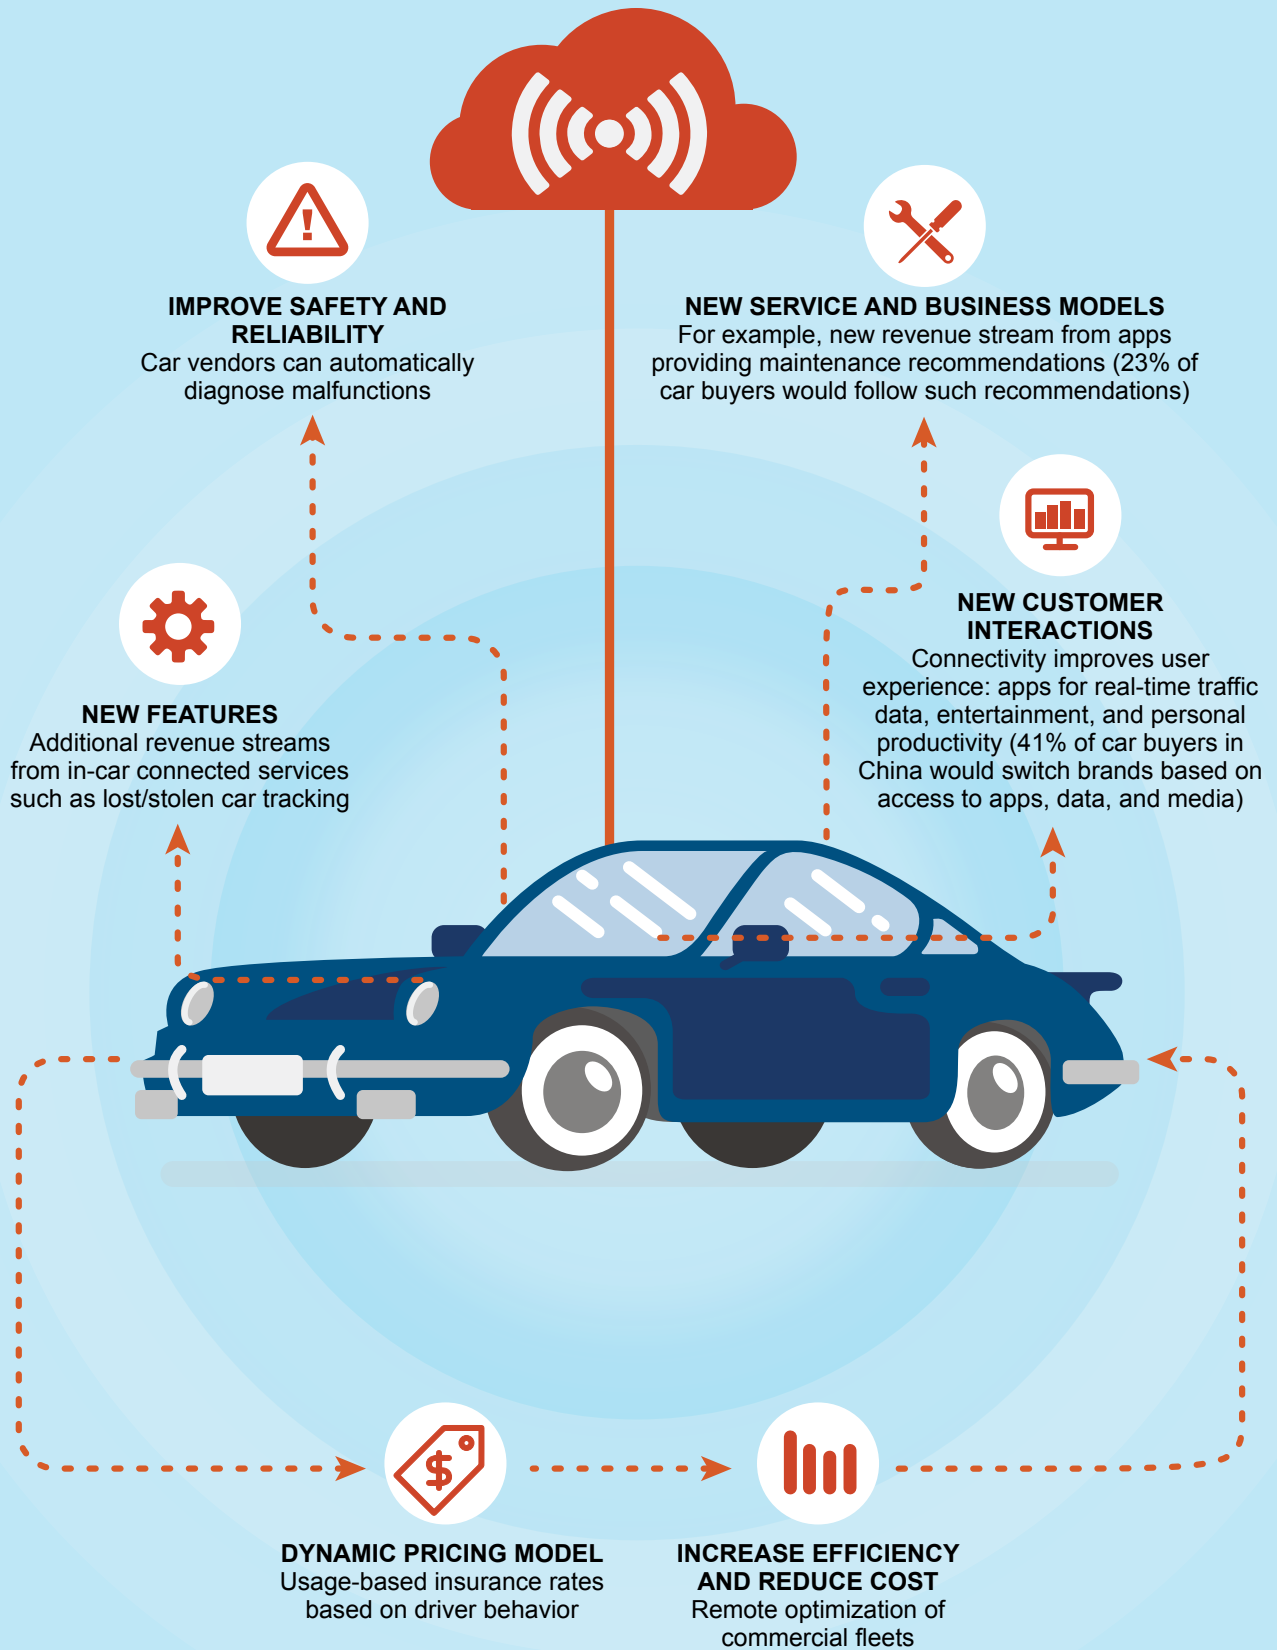 IMPROVE SAFETY AND
RELIABILITY
Car vendors can automatically
diagnose malfunctions
NEW SERVICE AND BUSINESS MODELS
For example, new revenue stream from apps
providing maintenance recommendations (23% of
car buyers would follow such recommendations)
NEW CUSTOMER
INTERACTIONS
Connectivity improves user
experience: apps for real-time traffic
data, entertainment, and personal
productivity (41% of car buyers in
China would switch brands based on
access to apps, data, and media)
NEW FEATURES
Additional revenue streams
from in-car connected services
such as lost/stolen car tracking
DYNAMIC PRICING MODEL
Usage-based insurance rates
based on driver behavior
INCREASE EFFICIENCY
AND REDUCE COST
Remote optimization of
commercial fleets